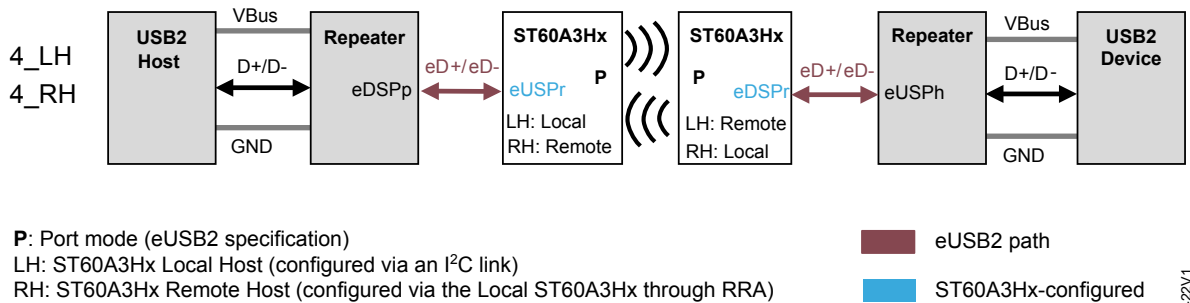 4_LH
4_RH
USB2
Host
VBus
D+/D-
GND
Repeater
eDSPp
eD+/eD-
ST60A3Hx
P
eUSPr
LH: Local
RH: Remote
ST60A3Hx
P
eDSPr
LH: Remote
RH: Local
eD+/eD-
Repeater
eUSPh
VBus
D+/D-
GND
USB2
Device
P: Port mode (eUSB2 specification)
LH: ST60A3Hx Local Host (configured via an I²C link)
RH: ST60A3Hx Remote Host (configured via the Local ST60A3Hx through RRA)
eUSB2 path
ST60A3Hx-configured